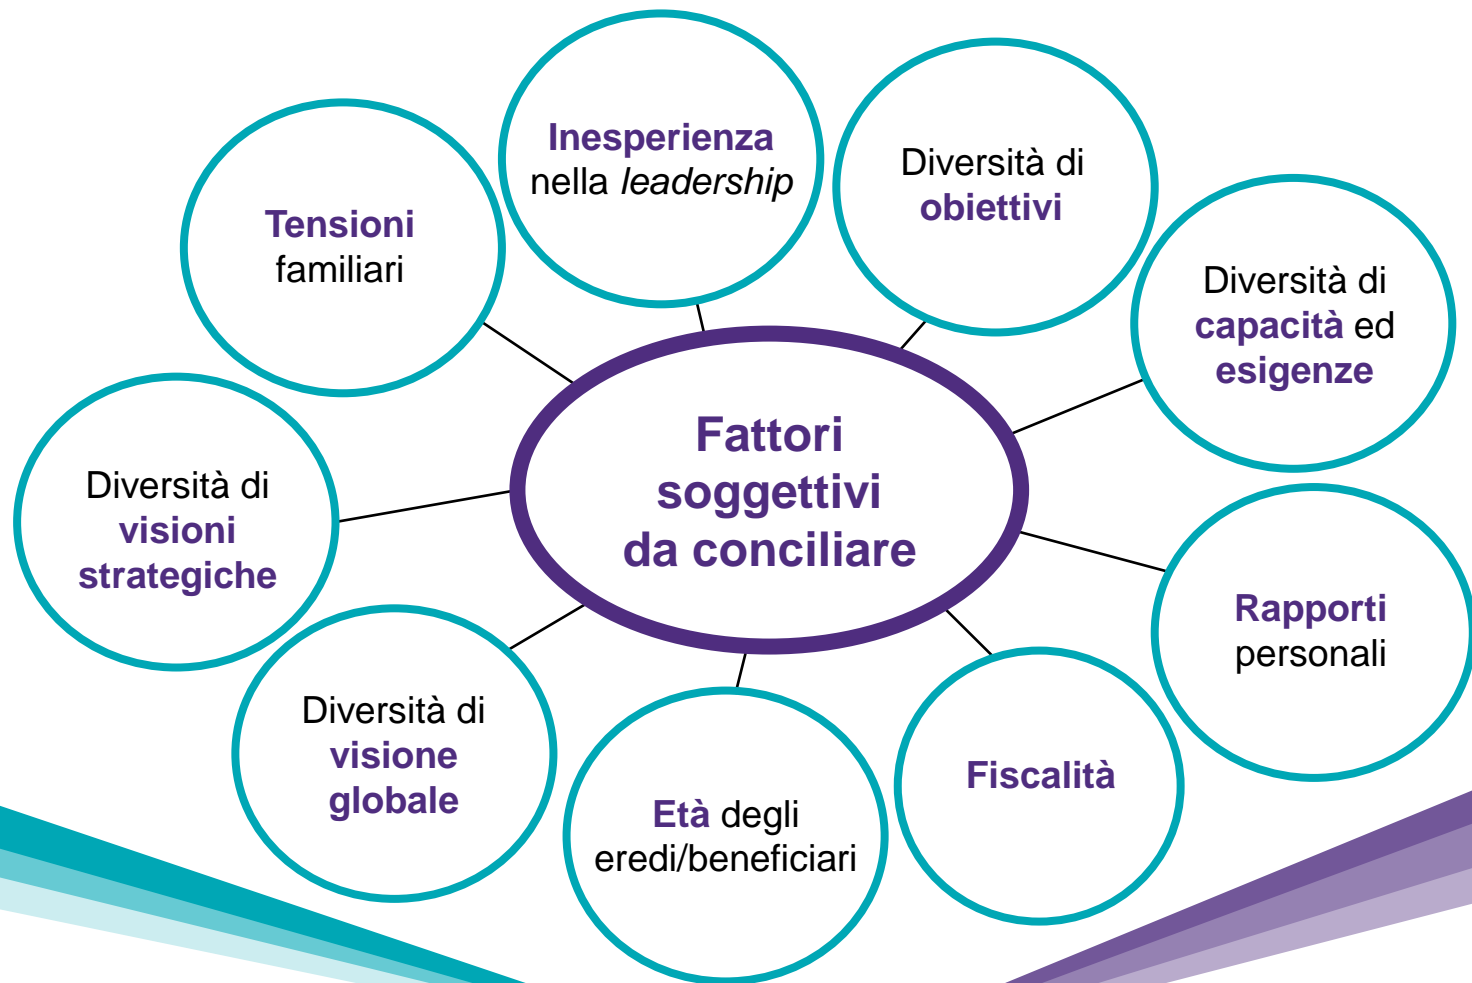 Inesperienza
nella leadership
Diversità di
obiettivi
Tensioni
familiari
Diversità di
capacità ed
esigenze
Fattori
soggettivi
da conciliare
Diversità di
visioni
strategiche
Rapporti
personali
Diversità di
visione
globale
Fiscalità
Età degli
eredi/beneficiari